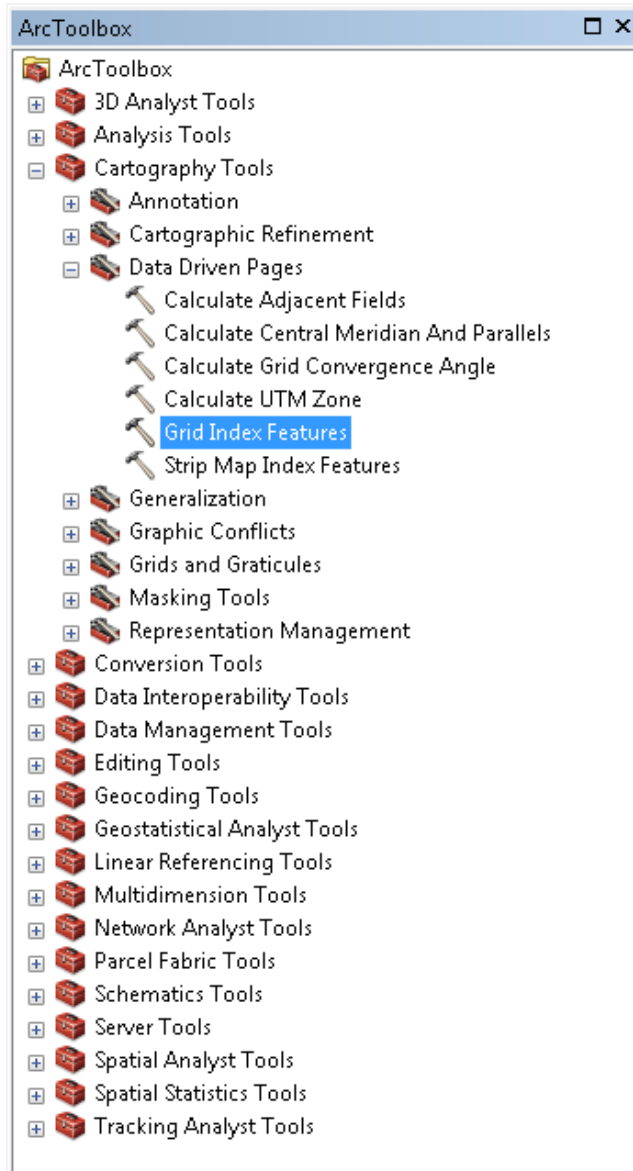 ArcToolbox
ArcToolbox
3D Analyst Tools
Analysis Tools
Cartography Tools
Annotation
Cartographic Refinement
Data Driven Pages
Calculate Adjacent Fields
Calculate Central Meridian And Parallels
Calculate Grid Convergence Angle
Calculate UTM Zone
Grid Index Features
Strip Map Index Features
Generalization
Graphic Conflicts
Grids and Graticules
Masking Tools
Representation Management
Conversion Tools
Data Interoperability Tools
Data Management Tools
Editing Tools
Geocoding Tools
Geostatistical Analyst Tools
Linear Referencing Tools
Multidimension Tools
Network Analyst Tools
Parcel Fabric Tools
Schematics Tools
Server Tools
Spatial Analyst Tools
Spatial Statistics Tools
Tracking Analyst Tools